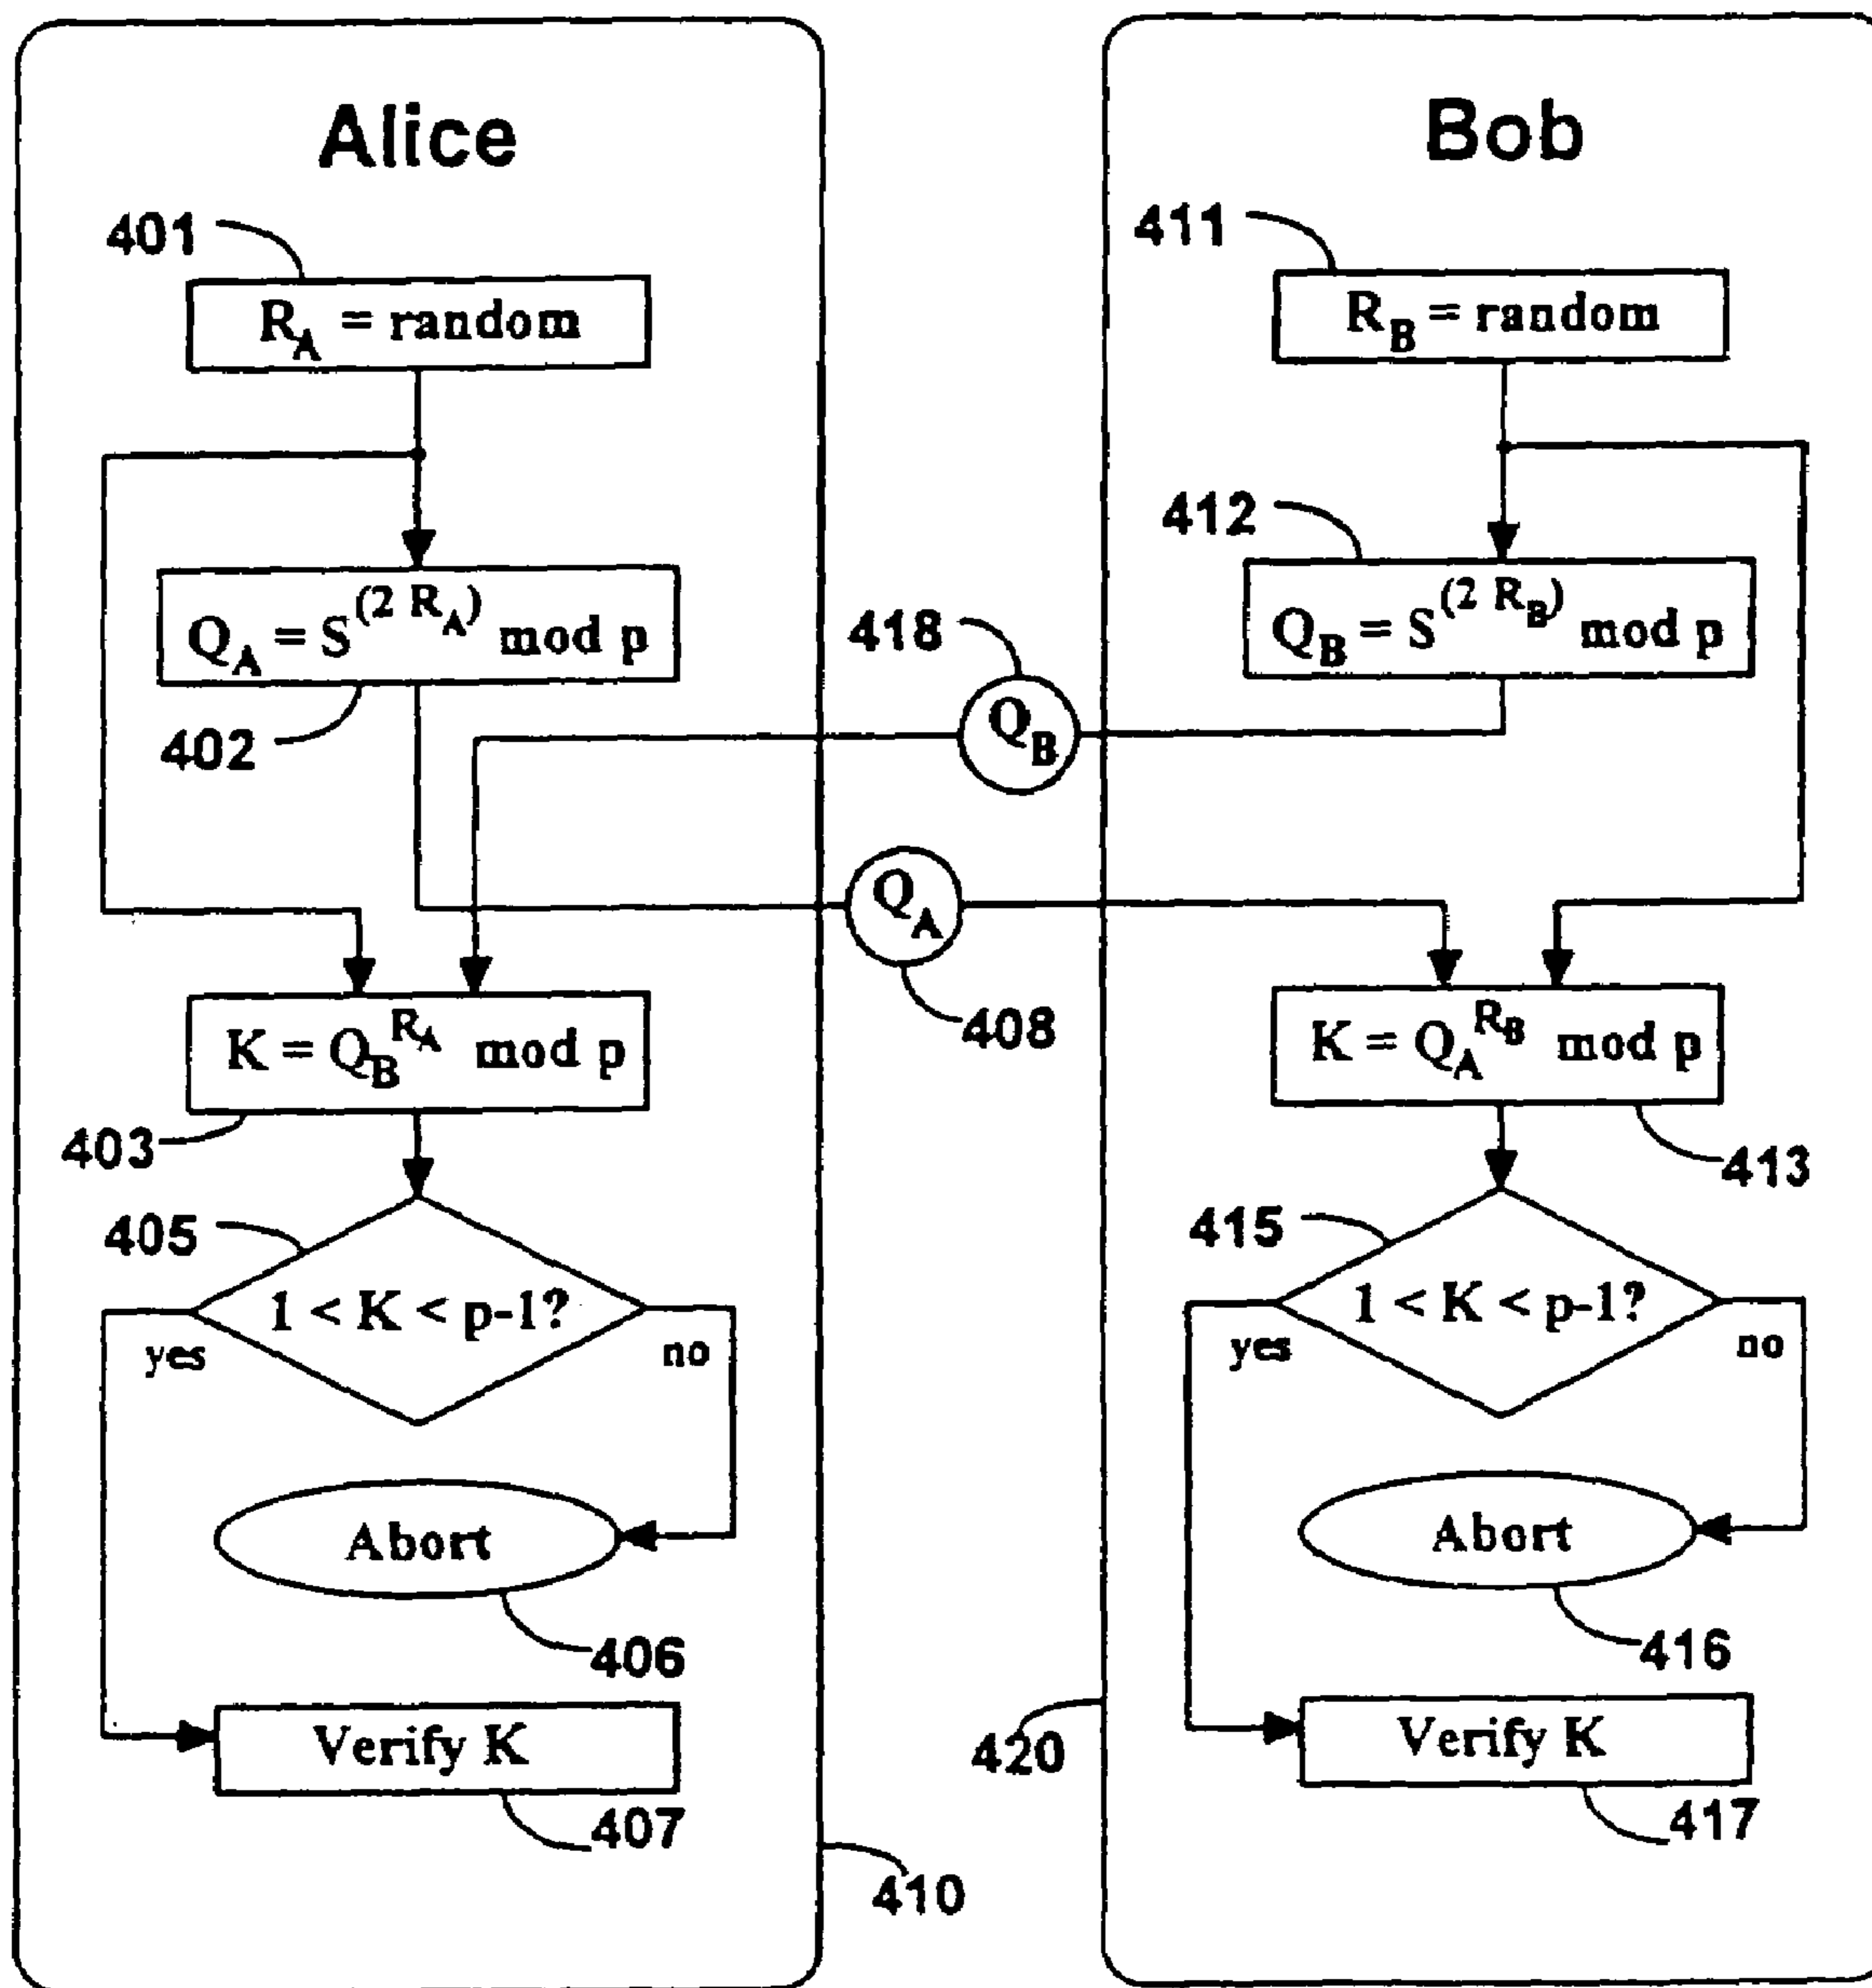 Alice
401
R_A = random
Q_A = S^(2 R_A) mod p
402
K = Q_B^R_A mod p
403
405
1 < K < p-1?
yes
no
Abort
406
Verify K
407
410
418
Q_B
Q_A
408
Bob
411
R_B = random
412
Q_B = S^(2 R_B) mod p
K = Q_A^R_B mod p
413
415
1 < K < p-1?
yes
no
Abort
416
Verify K
417
420